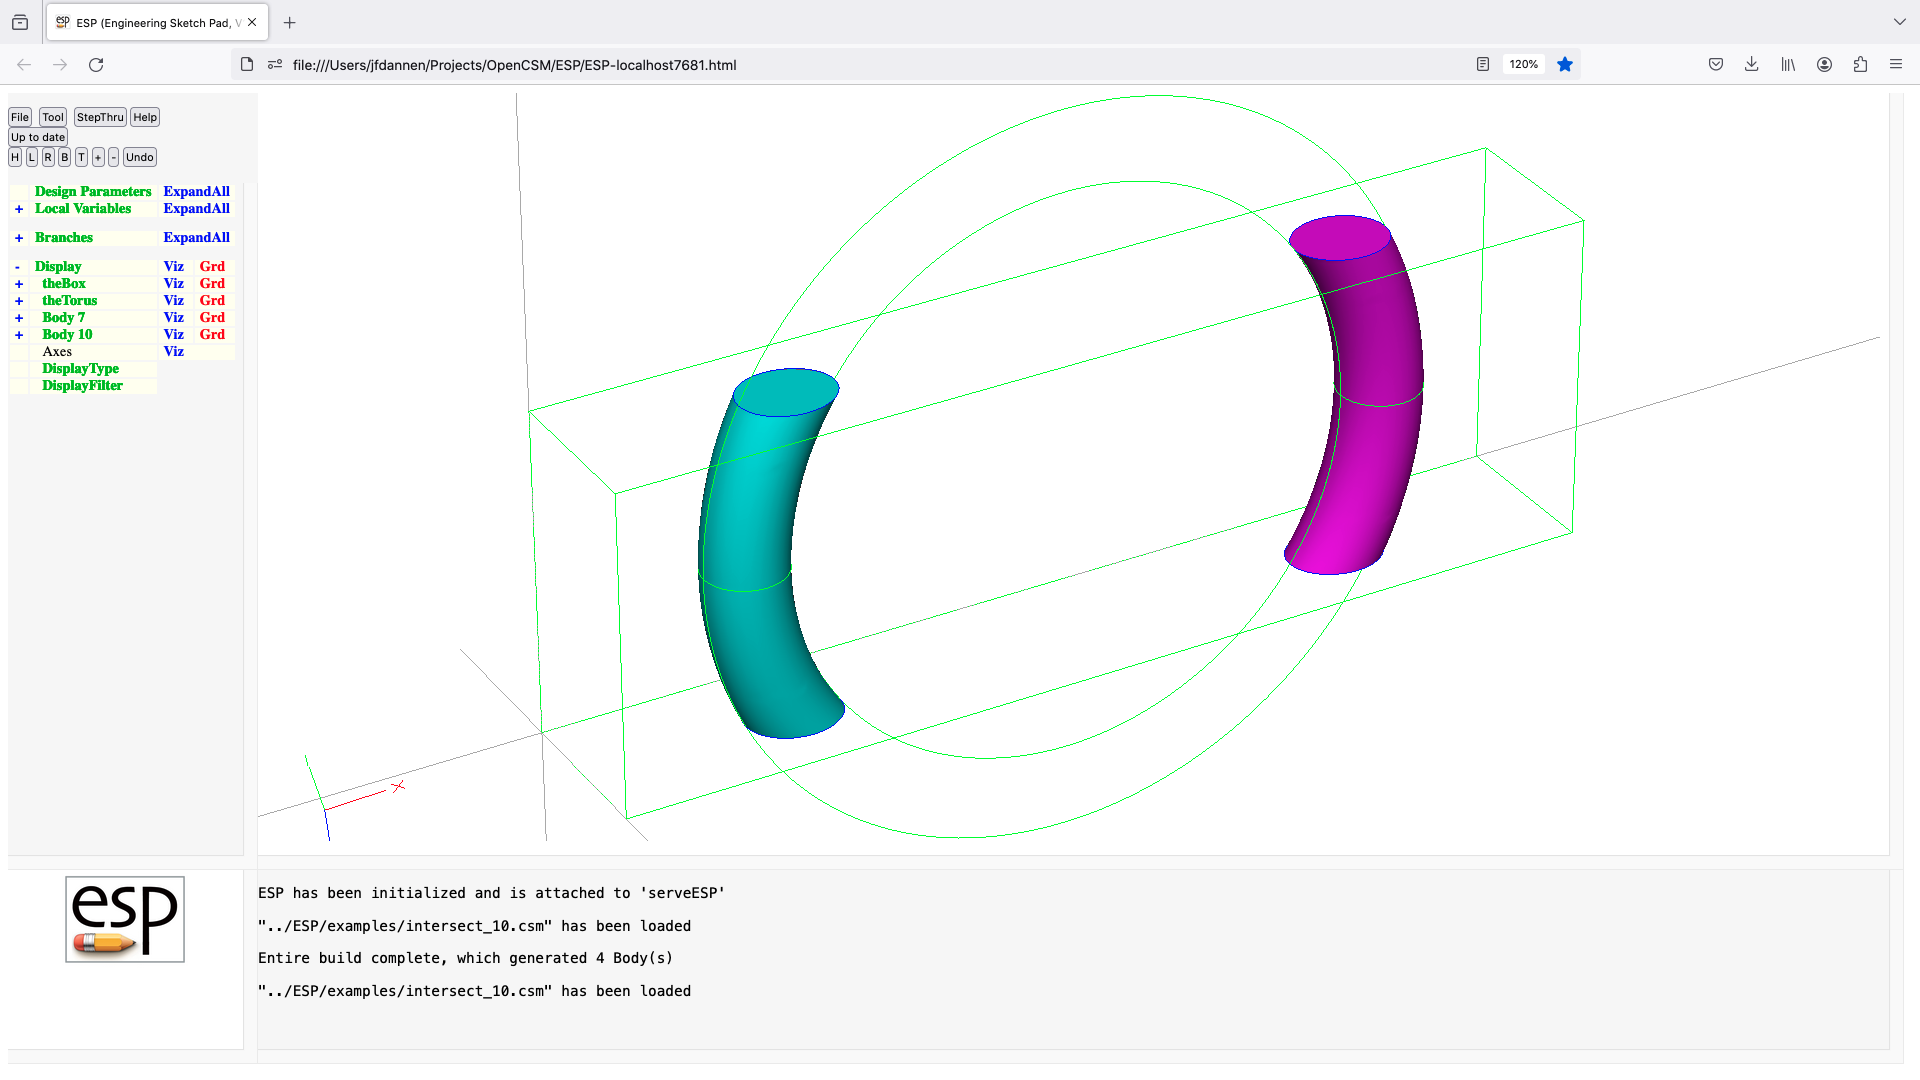 ESP (Engineering Sketch Pad, V
file:///Users/jfdannen/Projects/OpenCSM/ESP/ESP-localhost7681.html
120%
File Tool StepThru Help
Up to date
H L R B T + - Undo
Design Parameters ExpandAll
+ Local Variables ExpandAll
+ Branches ExpandAll
- Display Viz Grd
+ theBox Viz Grd
+ theTorus Viz Grd
+ Body 7 Viz Grd
+ Body 10 Viz Grd
Axes Viz
DisplayType
DisplayFilter
X
esp
ESP has been initialized and is attached to 'serveESP'
"../ESP/examples/intersect_10.csm" has been loaded
Entire build complete, which generated 4 Body(s)
"../ESP/examples/intersect_10.csm" has been loaded